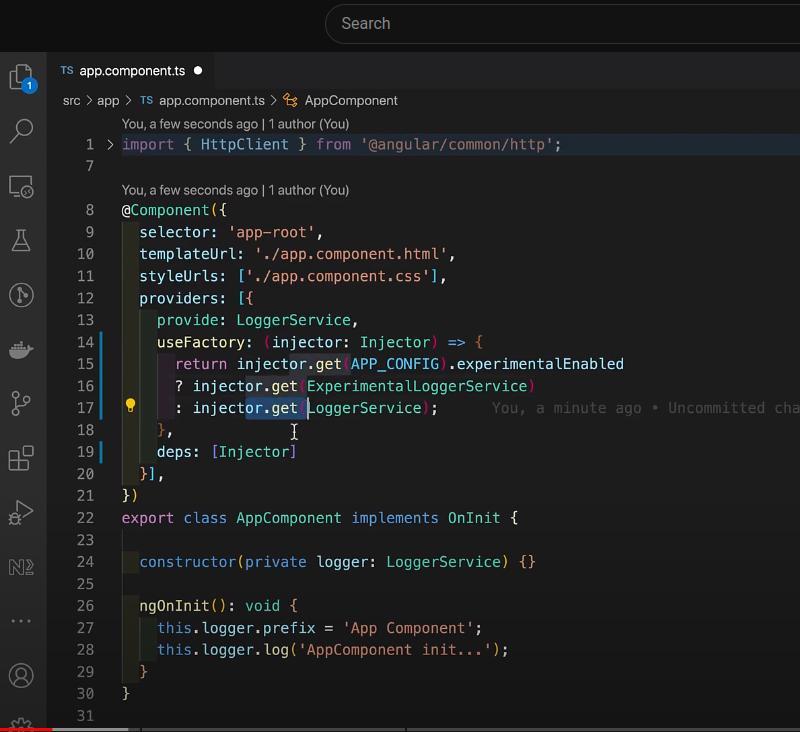 Search
TS app.component.ts
1
src > app > TS app.component.ts > AppComponent
You, a few seconds ago | 1 author (You)
1 > import { HttpClient } from '@angular/common/http';
7
You, a few seconds ago | 1 author (You)
8 @Component({
9 selector: 'app-root',
10 templateUrl: './app.component.html',
11 styleUrls: ['./app.component.css'],
12 providers: [{
13 provide: LoggerService,
14 useFactory: (injector: Injector) => {
15 return injector.get(APP_CONFIG).experimentalEnabled
16 ? injector.get(ExperimentalLoggerService)
17 : injector.get(LoggerService); You, a minute ago • Uncommitted cha
18 },
19 deps: [Injector]
20 }],
21 })
22 export class AppComponent implements OnInit {
23
24 constructor(private logger: LoggerService) {}
25
26 ngOnInit(): void {
27 this.logger.prefix = 'App Component';
28 this.logger.log('AppComponent init...');
29 }
30 }
31